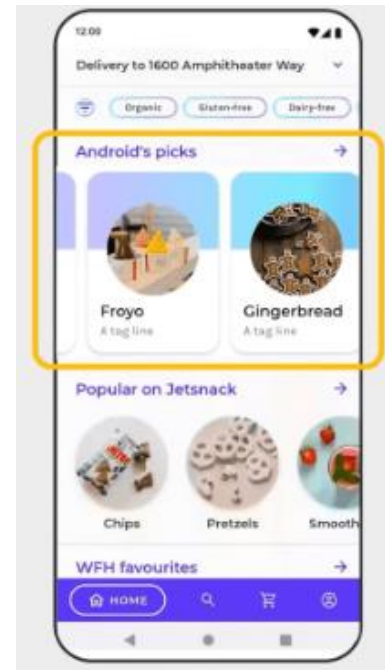 12:00
Delivery to 1600 Amphitheater Way
Organic Gluten-free Dairy-free
Android's picks
Froyo Gingerbread
A tag line A tag line
Popular on Jetsnack
Chips Pretzels Smooth
WFH favourites
HOME